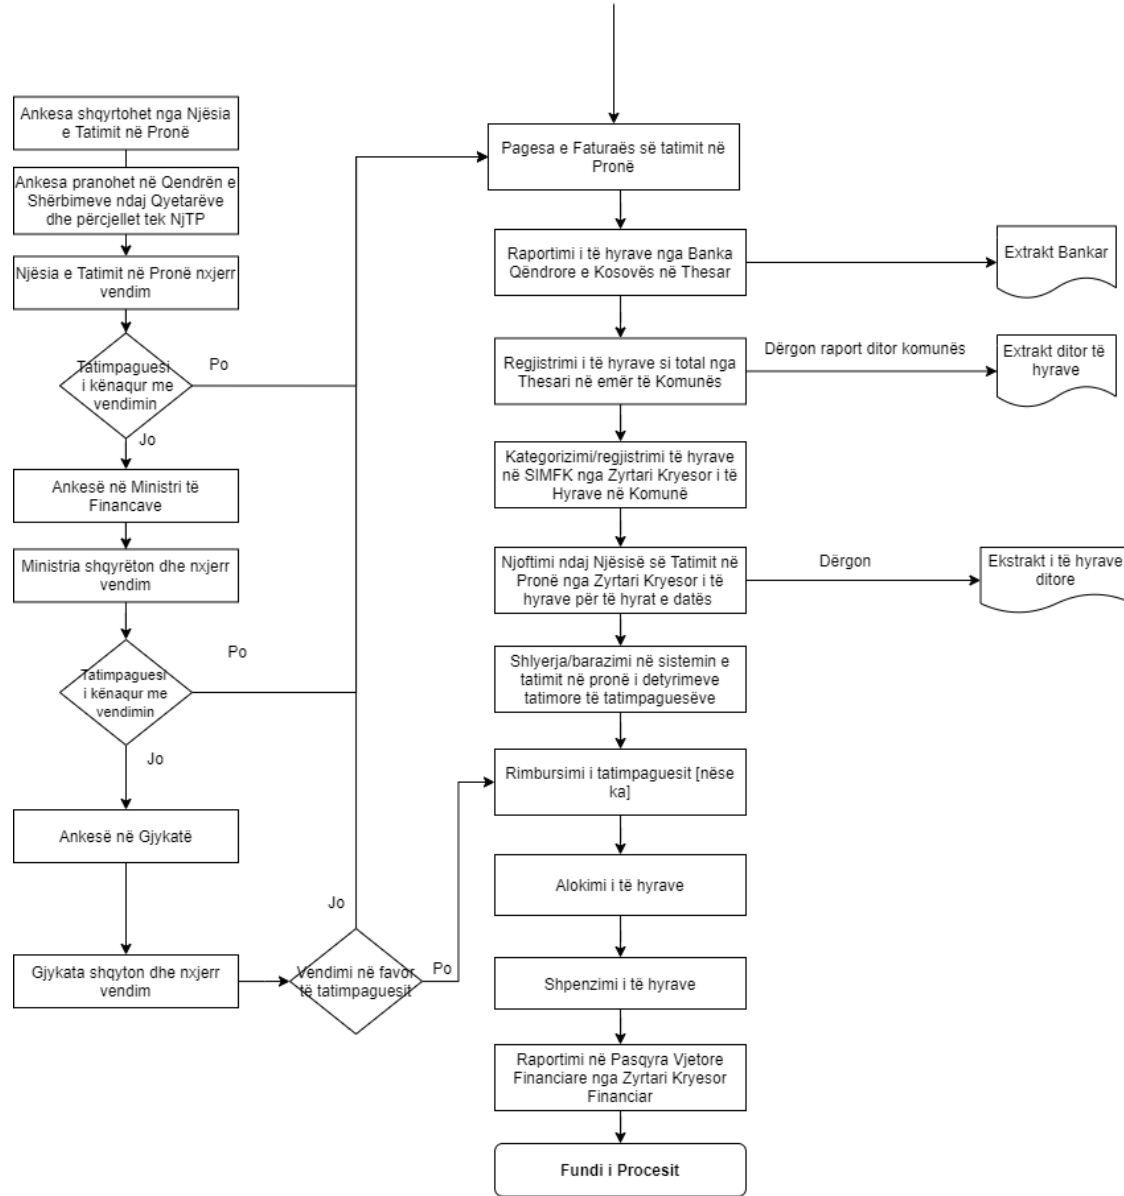 Ankesa shqyrtohet nga Njësia
e Tatimit në Pronë
Ankesa pranohet në Qendrën e
Shërbimeve ndaj Qyetarëve
dhe përcjellet tek NjTP
Njësia e Tatimit në Pronë nxjerr
vendim
Tatimpaguesi
i kënaqur me
vendimin
Po
Jo
Ankesë në Ministri të
Financave
Ministria shqyrëton dhe nxjerr
vendim
Tatimpaguesi
i kënaqur me
vendimin
Po
Jo
Ankesë në Gjykatë
Gjykata shqyton dhe nxjerr
vendim
Jo
Vendimi në favor
të tatimpaguesit
Po
Pagesa e Faturaës së tatimit në
Pronë
Raportimi i të hyrave nga Banka
Qëndrore e Kosovës në Thesar
Extrakt Bankar
Regjistrimi i të hyrave si total nga
Thesari në emër të Komunës
Dërgon raport ditor komunës
Extrakt ditor të
hyrave
Kategorizimi/regjistrimi të hyrave
në SIMFK nga Zyrtari Kryesor i të
Hyrave në Komunë
Njoftimi ndaj Njësisë së Tatimit në
Pronë nga Zyrtari Kryesor i të
hyrave për të hyrat e datës
Dërgon
Ekstrakt i të hyrave
ditore
Shlyerja/barazimi në sistemin e
tatimit në pronë i detyrimeve
tatimore të tatimpaguesëve
Rimbursimi i tatimpaguesit [nëse
ka]
Alokimi i të hyrave
Shpenzimi i të hyrave
Raportimi në Pasqyra Vjetore
Financiare nga Zyrtari Kryesor
Financiar
Fundi i Procesit